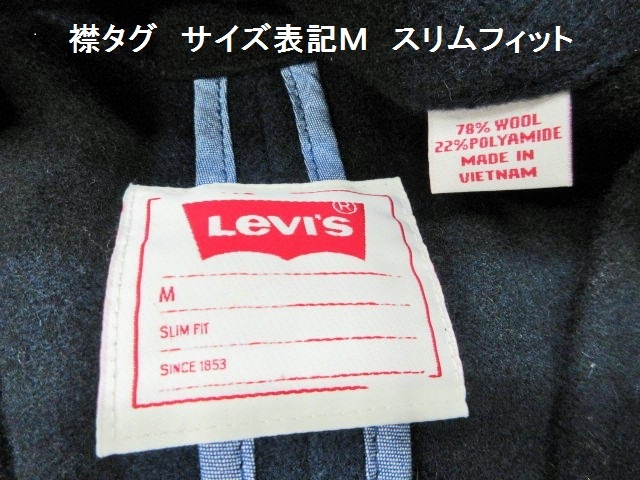 襟タグ　サイズ表記M　スリムフィット
78% WOOL
22%POLYAMIDE
MADE IN
VIETNAM
Levi's®
M
SLIM FIT
SINCE 1853